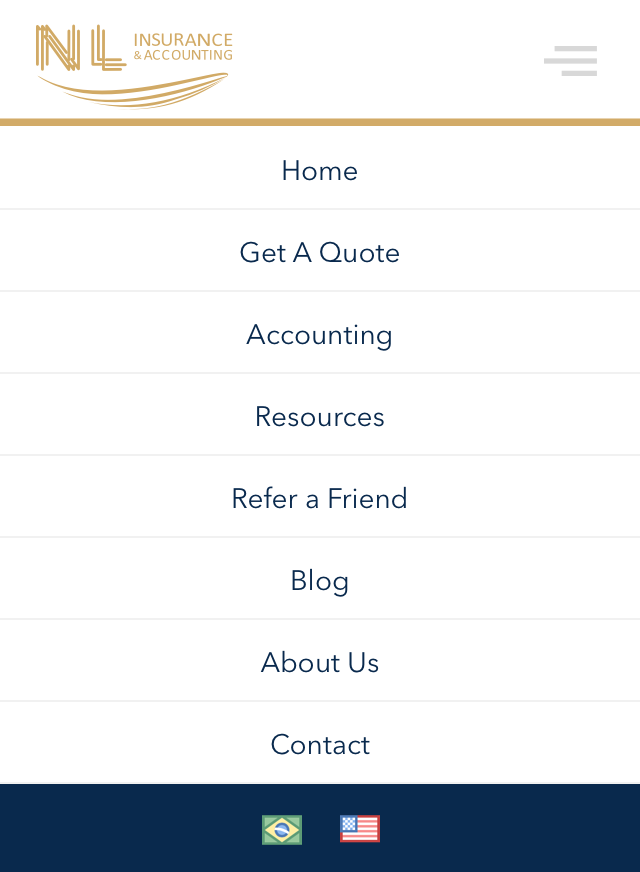 NL INSURANCE
& ACCOUNTING
Home
Get A Quote
Accounting
Resources
Refer a Friend
Blog
About Us
Contact